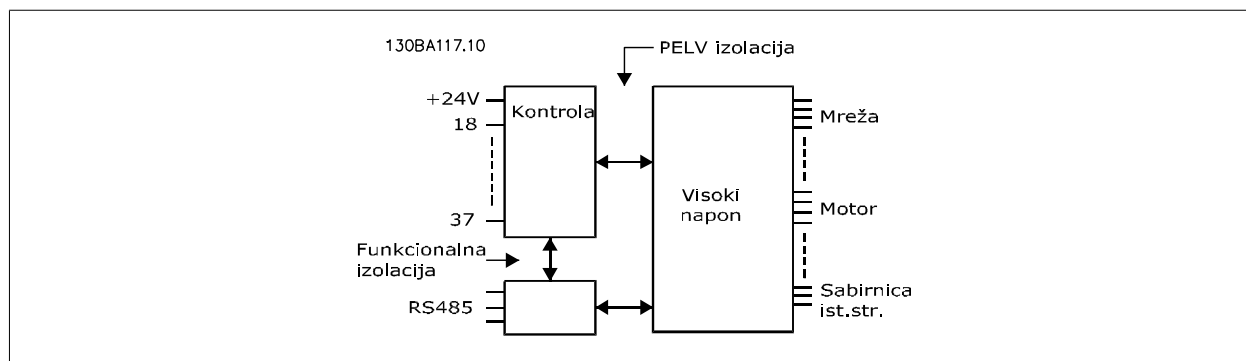 130BA117.10
PELV izolacija
+24V
Kontrola
18
Mreža
Visoki
napon
37
Motor
Funkcionalna
izolacija
RS485
Sabirnica
ist.str.